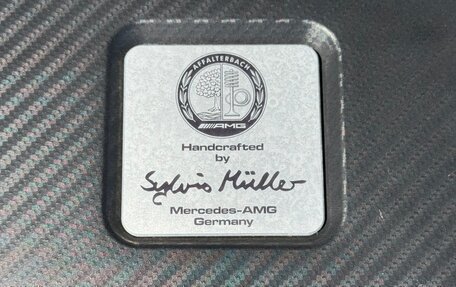 AFFALTERBACH
AMG
Handcrafted
by
Sylvio Müller
Mercedes-AMG
Germany